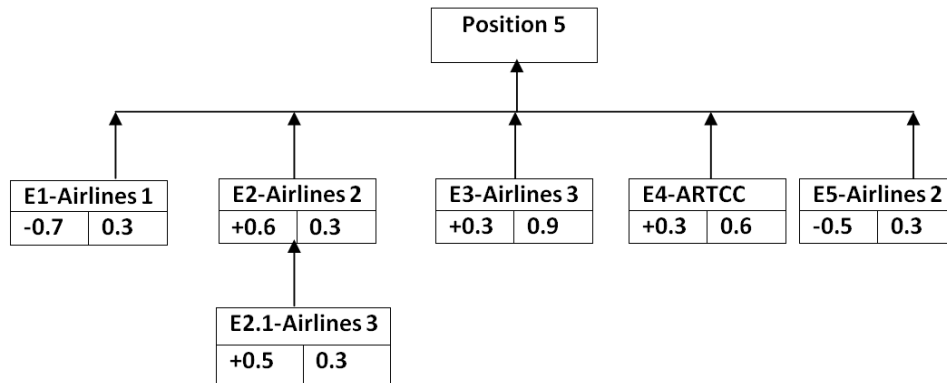 Position 5
E1-Airlines 1
-0.7 0.3
E2-Airlines 2
+0.6 0.3
E3-Airlines 3
+0.3 0.9
E4-ARTCC
+0.3 0.6
E5-Airlines 2
-0.5 0.3
E2.1-Airlines 3
+0.5 0.3